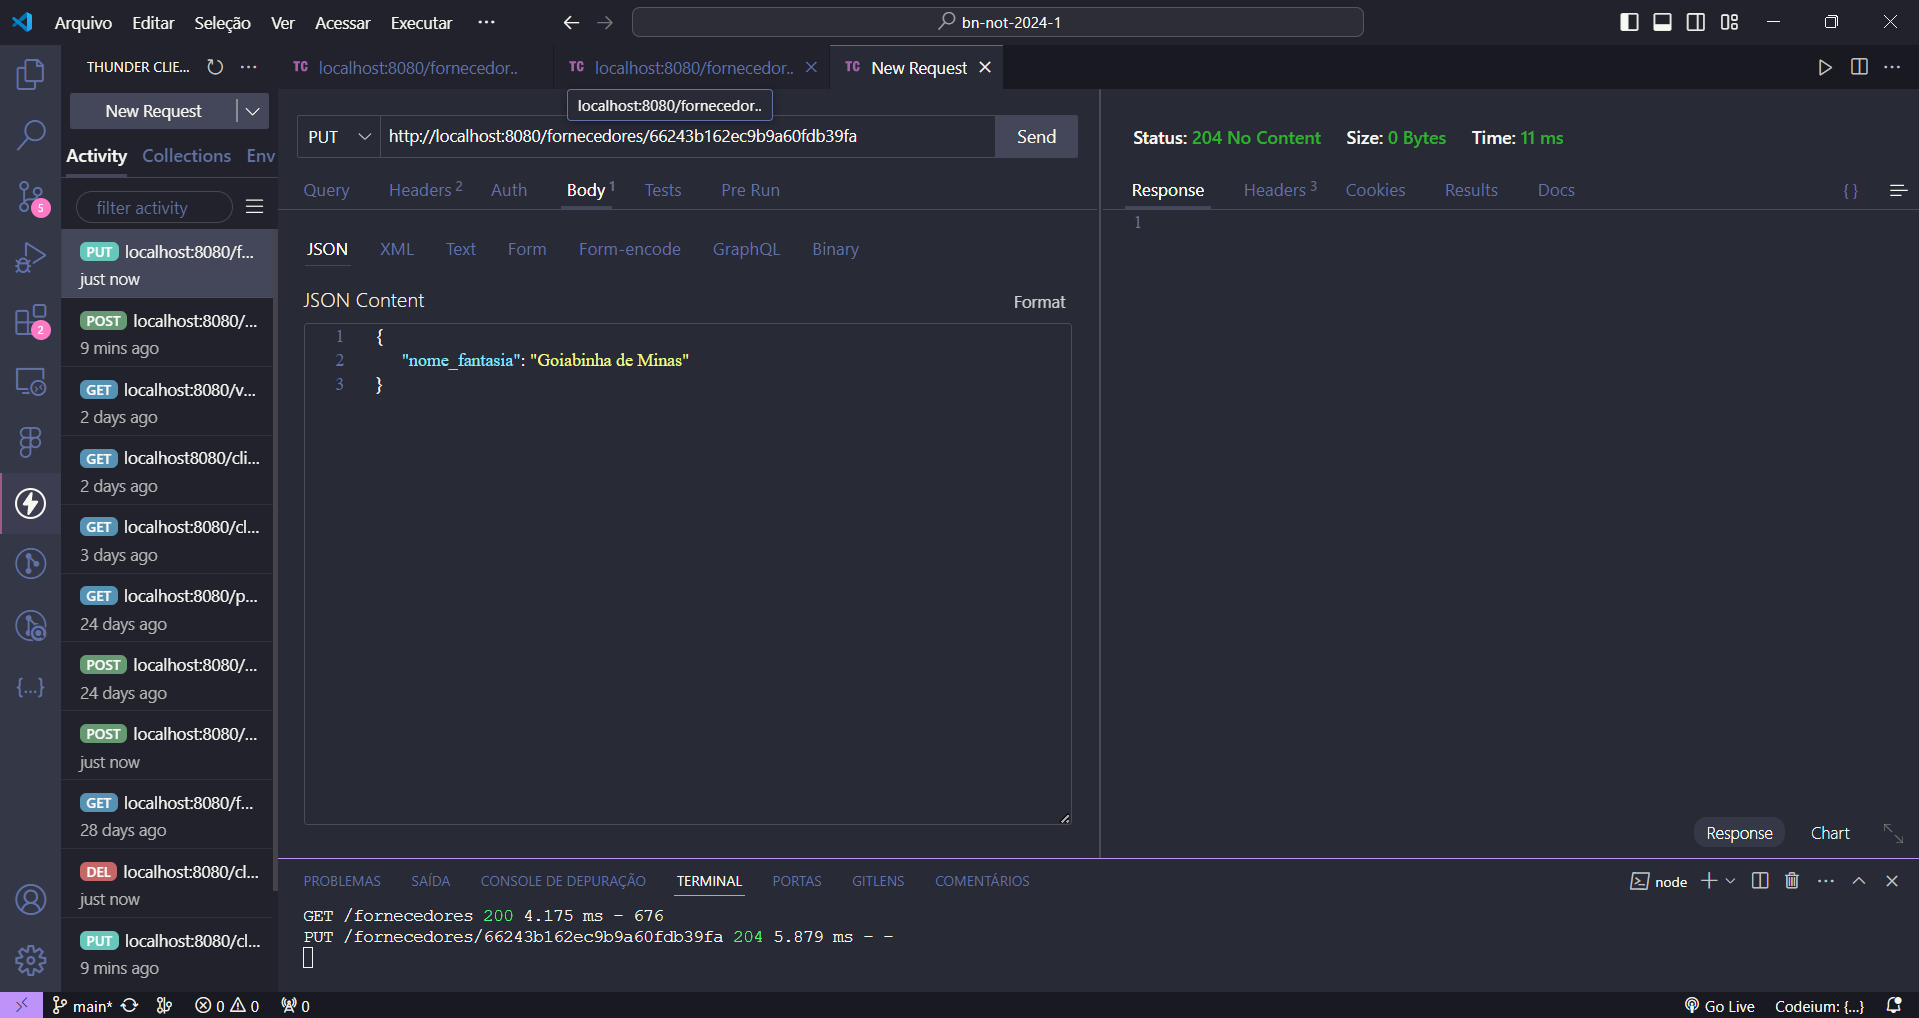 Arquivo Editar Seleção Ver Acessar Executar ··· bn-not-2024-1
THUNDER CLIE... ···
TC localhost:8080/fornecedor..
TC localhost:8080/fornecedor..
TC New Request
localhost:8080/fornecedor..
New Request
Activity Collections Env
filter activity
PUT localhost:8080/f...
just now
POST localhost:8080/...
9 mins ago
GET localhost:8080/v...
2 days ago
GET localhost8080/cli...
2 days ago
GET localhost:8080/cl...
3 days ago
GET localhost:8080/p...
24 days ago
POST localhost:8080/...
24 days ago
POST localhost:8080/...
just now
GET localhost:8080/f...
28 days ago
DEL localhost:8080/cl...
just now
PUT localhost:8080/cl...
9 mins ago
5
2
{...}
PUT http://localhost:8080/fornecedores/66243b162ec9b9a60fdb39fa Send
Query Headers 2 Auth Body 1 Tests Pre Run
JSON XML Text Form Form-encode GraphQL Binary
JSON Content Format
1 {
2 "nome_fantasia": "Goiabinha de Minas"
3 }
Status: 204 No Content Size: 0 Bytes Time: 11 ms
Response Headers 3 Cookies Results Docs { }
1
Response Chart
PROBLEMAS SAÍDA CONSOLE DE DEPURAÇÃO TERMINAL PORTAS GITLENS COMENTÁRIOS node
GET /fornecedores 200 4.175 ms - 676
PUT /fornecedores/66243b162ec9b9a60fdb39fa 204 5.879 ms - -
main* 0 0 0 Go Live Codeium: {...}